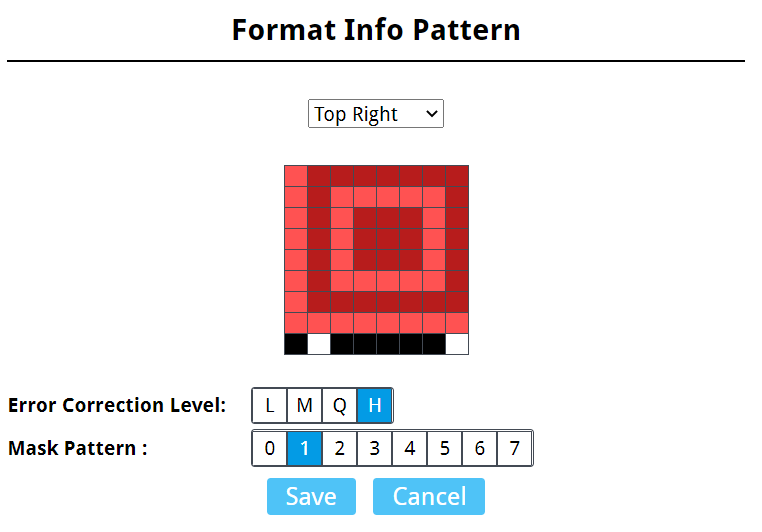 Format Info Pattern
Top Right
Error Correction Level: L M Q H
Mask Pattern : 0 1 2 3 4 5 6 7
Save Cancel